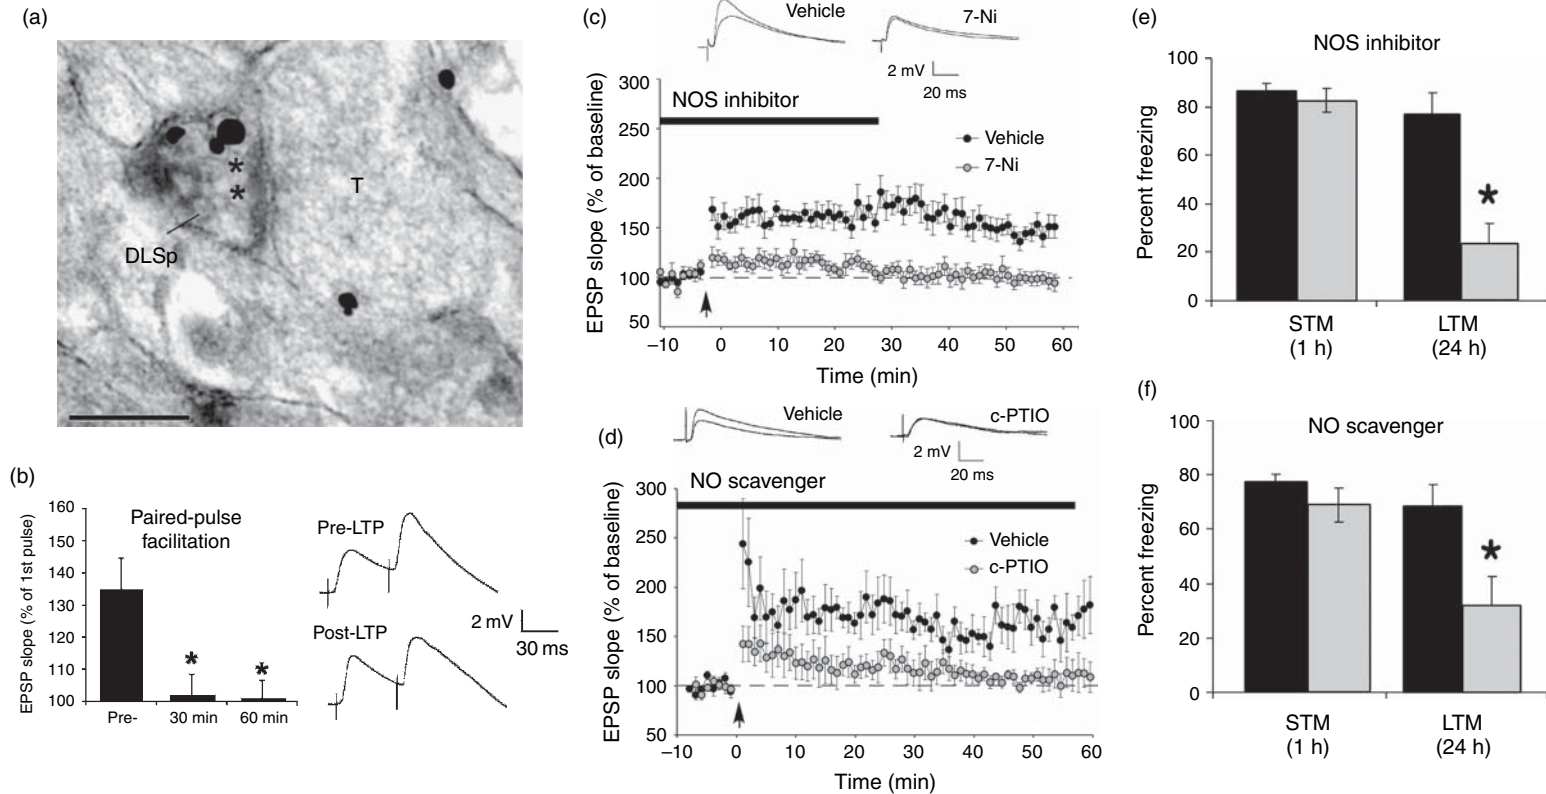 (a)
T
DLSp
(b)
Paired-pulse
facilitation
EPSP slope (% of 1st pulse)
160
150
140
130
120
110
100
*
*
Pre-
30 min
60 min
Pre-LTP
Post-LTP
2 mV
30 ms
(c)
Vehicle
7-Ni
2 mV
20 ms
EPSP slope (% of baseline)
300
250
200
150
100
50
NOS inhibitor
Vehicle
7-Ni
–10
0
10
20
30
40
50
60
Time (min)
(d)
Vehicle
c-PTIO
2 mV
20 ms
EPSP slope (% of baseline)
300
250
200
150
100
50
NO scavenger
Vehicle
c-PTIO
–10
0
10
20
30
40
50
60
Time (min)
(e)
NOS inhibitor
Percent freezing
100
80
60
40
20
0
*
STM
(1 h)
LTM
(24 h)
(f)
NO scavenger
Percent freezing
100
80
60
40
20
0
*
STM
(1 h)
LTM
(24 h)